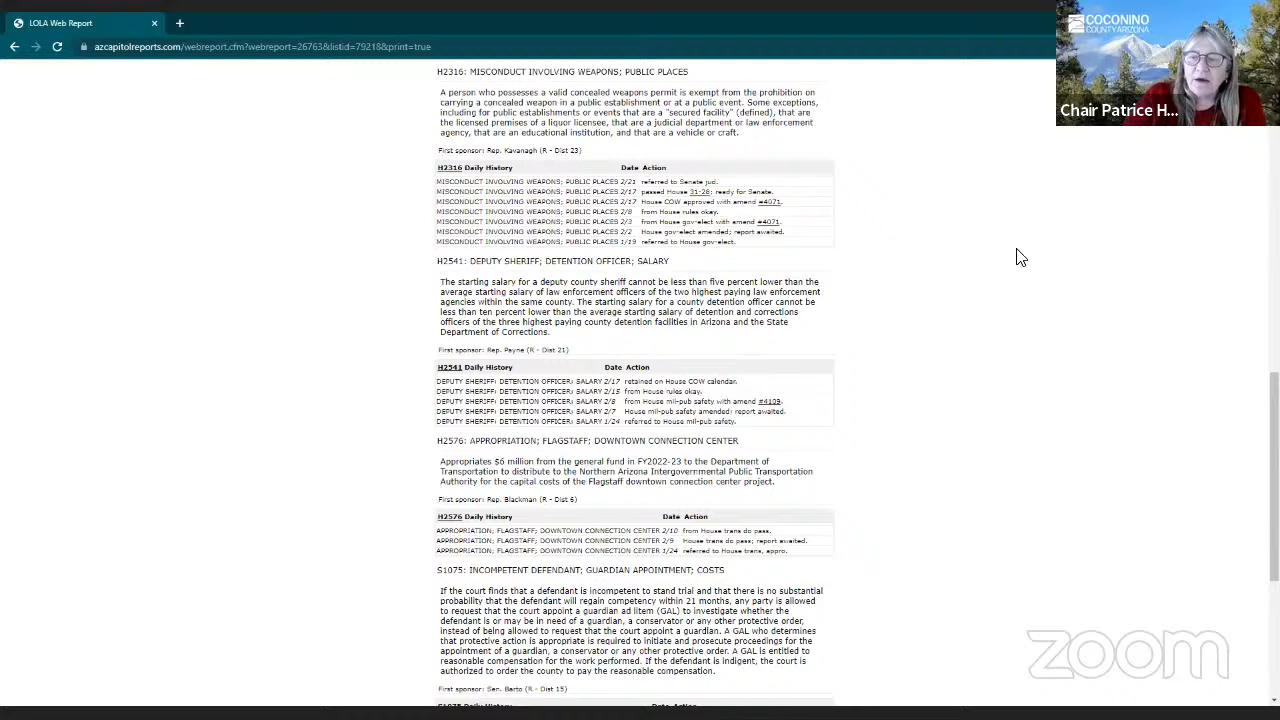 LOLA Web Report
azcapitolreports.com/webreport.cfm?webreport=26763&listid=79218&print=true
COCONINO
COUNTY ARIZONA
Chair Patrice H...
H2316: MISCONDUCT INVOLVING WEAPONS; PUBLIC PLACES
A person who possesses a valid concealed weapons permit is exempt from the prohibition on
carrying a concealed weapon in a public establishment or at a public event. Some exceptions,
including for public establishments or events that are a "secured facility" (defined), that are
the licensed premises of a liquor licensee, that are a judicial department or law enforcement
agency, that are an educational institution, and that are a vehicle or craft.
First sponsor: Rep. Kavanagh (R - Dist 23)
H2316 Daily History Date Action
MISCONDUCT INVOLVING WEAPONS; PUBLIC PLACES 2/21 referred to Senate jud.
MISCONDUCT INVOLVING WEAPONS; PUBLIC PLACES 2/17 passed House 31-28; ready for Senate.
MISCONDUCT INVOLVING WEAPONS; PUBLIC PLACES 2/17 House COW approved with amend #4071.
MISCONDUCT INVOLVING WEAPONS; PUBLIC PLACES 2/8 from House rules okay.
MISCONDUCT INVOLVING WEAPONS; PUBLIC PLACES 2/3 from House gov-elect with amend #4071.
MISCONDUCT INVOLVING WEAPONS; PUBLIC PLACES 2/2 House gov-elect amended; report awaited.
MISCONDUCT INVOLVING WEAPONS; PUBLIC PLACES 1/19 referred to House gov-elect.
H2541: DEPUTY SHERIFF; DETENTION OFFICER; SALARY
The starting salary for a deputy county sheriff cannot be less than five percent lower than the
average starting salary of law enforcement officers of the two highest paying law enforcement
agencies within the same county. The starting salary for a county detention officer cannot be
less than ten percent lower than the average starting salary of detention and corrections
officers of the three highest paying county detention facilities in Arizona and the State
Department of Corrections.
First sponsor: Rep. Payne (R - Dist 21)
H2541 Daily History Date Action
DEPUTY SHERIFF; DETENTION OFFICER; SALARY 2/17 retained on House COW calendar.
DEPUTY SHERIFF; DETENTION OFFICER; SALARY 2/15 from House rules okay.
DEPUTY SHERIFF; DETENTION OFFICER; SALARY 2/8 from House mil-pub safety with amend #4109.
DEPUTY SHERIFF; DETENTION OFFICER; SALARY 2/7 House mil-pub safety amended; report awaited.
DEPUTY SHERIFF; DETENTION OFFICER; SALARY 1/24 referred to House mil-pub safety.
H2576: APPROPRIATION; FLAGSTAFF; DOWNTOWN CONNECTION CENTER
Appropriates $6 million from the general fund in FY2022-23 to the Department of
Transportation to distribute to the Northern Arizona Intergovernmental Public Transportation
Authority for the capital costs of the Flagstaff downtown connection center project.
First sponsor: Rep. Blackman (R - Dist 6)
H2576 Daily History Date Action
APPROPRIATION; FLAGSTAFF; DOWNTOWN CONNECTION CENTER 2/10 from House trans do pass.
APPROPRIATION; FLAGSTAFF; DOWNTOWN CONNECTION CENTER 2/9 House trans do pass; report awaited.
APPROPRIATION; FLAGSTAFF; DOWNTOWN CONNECTION CENTER 1/24 referred to House trans, appro.
S1075: INCOMPETENT DEFENDANT; GUARDIAN APPOINTMENT; COSTS
If the court finds that a defendant is incompetent to stand trial and that there is no substantial
probability that the defendant will regain competency within 21 months, any party is allowed
to request that the court appoint a guardian ad litem (GAL) to investigate whether the
defendant is or may be in need of a guardian, a conservator or any other protective order,
instead of being allowed to request that the court appoint a guardian. A GAL who determines
that protective action is appropriate is required to initiate and prosecute proceedings for the
appointment of a guardian, a conservator or any other protective order. A GAL is entitled to
reasonable compensation for the work performed. If the defendant is indigent, the court is
authorized to order the county to pay the reasonable compensation.
First sponsor: Sen. Barto (R - Dist 15)
S1075 Daily History Date Action
zoom